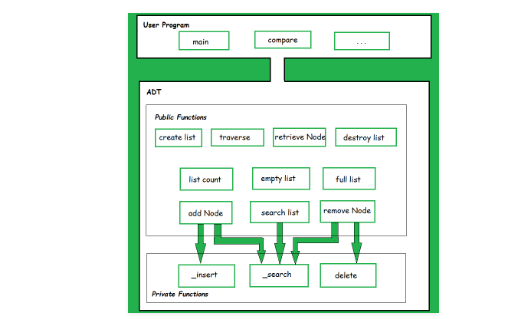 User Program
main
compare
...
ADT
Public Functions
create list
traverse
retrieve Node
destroy list
list count
empty list
full list
add Node
search list
remove Node
_insert
_search
delete
Private Functions